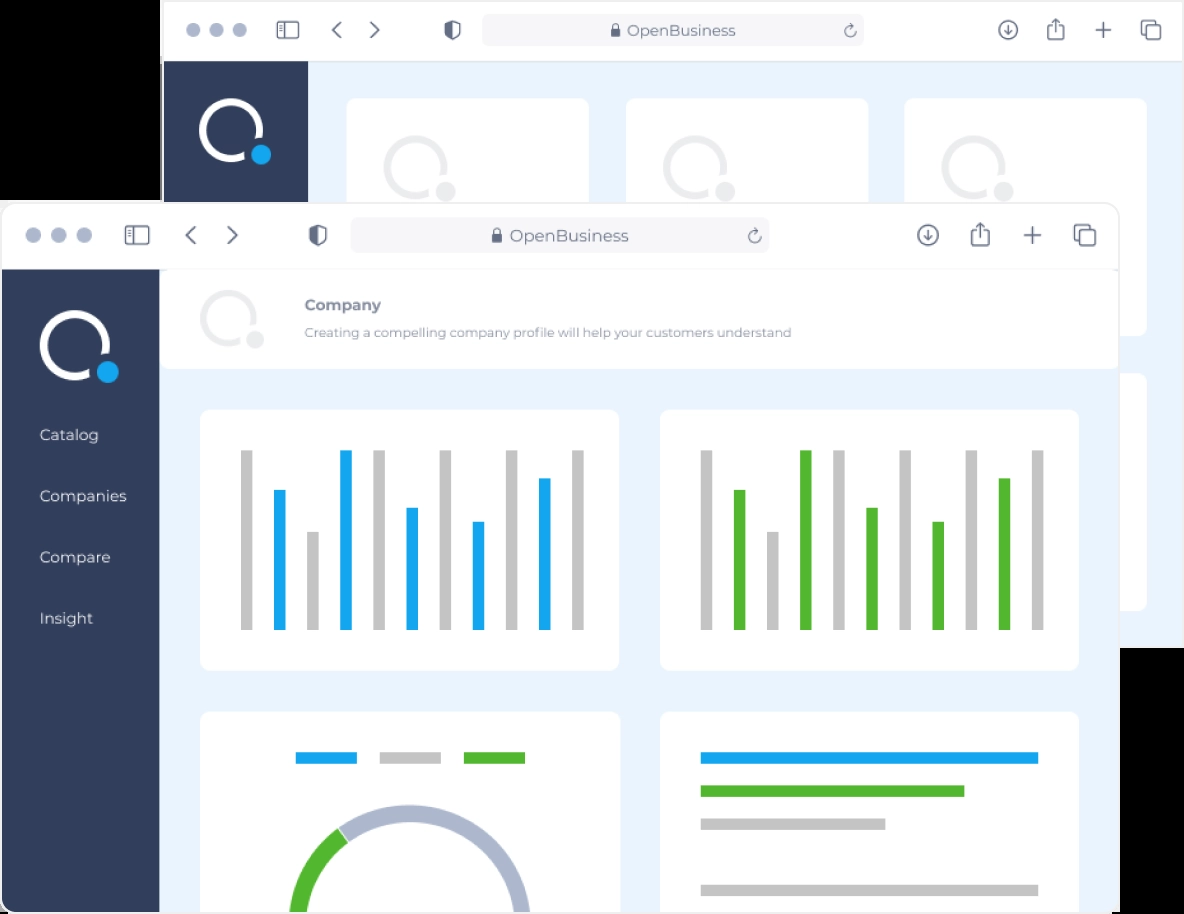 OpenBusiness
OpenBusiness
Company
Creating a compelling company profile will help your customers understand
Catalog
Companies
Compare
Insight